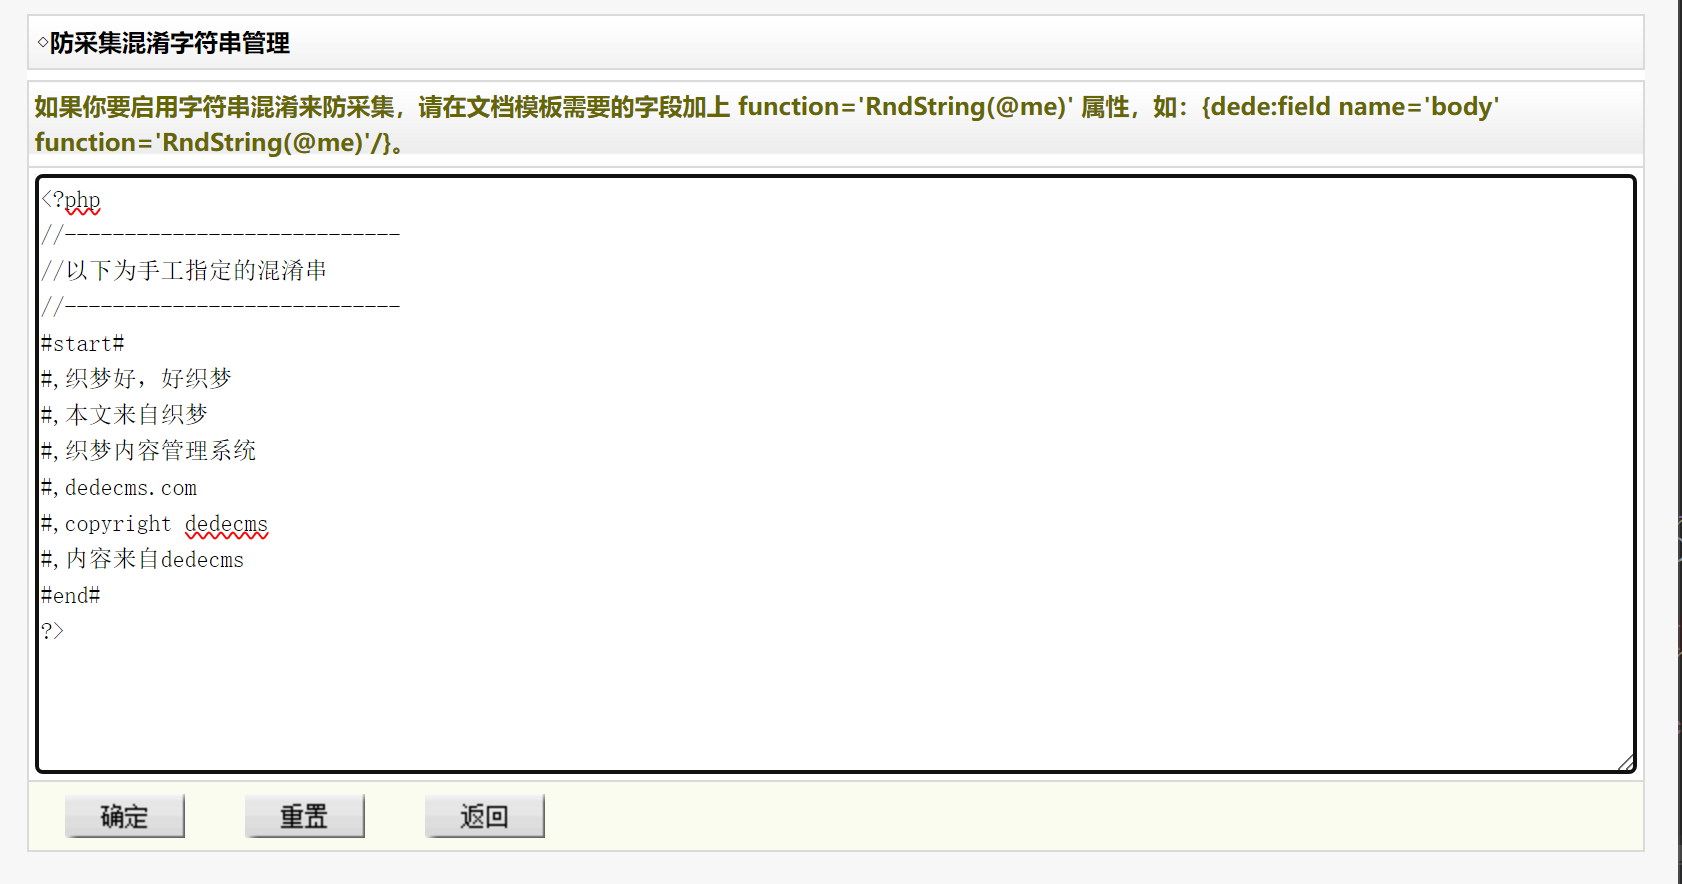 ◇防采集混淆字符串管理
如果你要启用字符串混淆来防采集，请在文档模板需要的字段加上 function='RndString(@me)' 属性，如：{dede:field name='body'
function='RndString(@me)'/}。
<?php
//----------------------------
//以下为手工指定的混淆串
//----------------------------
#start#
#,织梦好，好织梦
#,本文来自织梦
#,织梦内容管理系统
#,dedecms.com
#,copyright dedecms
#,内容来自dedecms
#end#
?>
确定 重置 返回